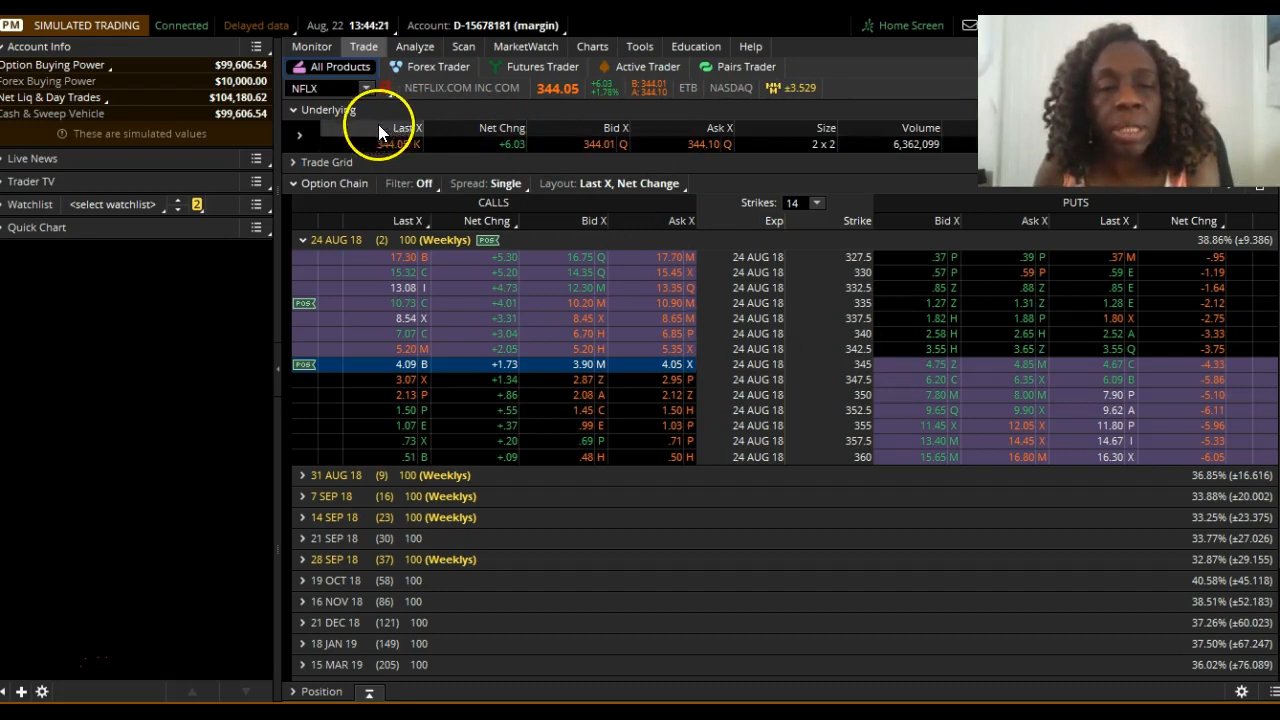 PM SIMULATED TRADING Connected Delayed data Aug, 22 13:44:21 Account: D-15678181 (margin) Home Screen
Account Info
Option Buying Power $99,606.54
Forex Buying Power $10,000.00
Net Liq & Day Trades $104,180.62
Cash & Sweep Vehicle $99,606.54
These are simulated values
Live News
Trader TV
Watchlist <select watchlist> 2
Quick Chart
Monitor Trade Analyze Scan MarketWatch Charts Tools Education Help
All Products Forex Trader Futures Trader Active Trader Pairs Trader
NFLX NETFLIX.COM INC COM 344.05 +6.03 +1.78% B: 344.01 A: 344.10 ETB NASDAQ ±3.529
Underlying
Last X Net Chng Bid X Ask X Size Volume
344.05 K +6.03 344.01 Q 344.10 Q 2 x 2 6,362,099
Trade Grid
Option Chain Filter: Off Spread: Single Layout: Last X, Net Change
CALLS Strikes: 14 PUTS
Last X Net Chng Bid X Ask X Exp Strike Bid X Ask X Last X Net Chng
24 AUG 18 (2) 100 (Weeklys) POS 38.86% (±9.386)
17.30 B +5.30 16.75 Q 17.70 M 24 AUG 18 327.5 .37 P .39 P .37 M -.95
15.32 C +5.20 14.35 Q 15.45 X 24 AUG 18 330 .57 P .59 P .59 E -1.19
13.08 I +4.73 12.30 M 13.35 Q 24 AUG 18 332.5 .85 Z .88 Z .85 E -1.64
POS 10.73 C +4.01 10.20 M 10.90 M 24 AUG 18 335 1.27 Z 1.31 Z 1.28 E -2.12
8.54 X +3.31 8.45 X 8.65 M 24 AUG 18 337.5 1.82 H 1.88 P 1.80 X -2.75
7.07 C +3.04 6.70 H 6.85 P 24 AUG 18 340 2.58 H 2.65 H 2.52 A -3.33
5.20 M +2.05 5.20 H 5.35 X 24 AUG 18 342.5 3.55 H 3.65 Z 3.55 Q -3.75
POS 4.09 B +1.73 3.90 M 4.05 X 24 AUG 18 345 4.75 Z 4.85 M 4.67 C -4.33
3.07 X +1.34 2.87 Z 2.95 P 24 AUG 18 347.5 6.20 C 6.35 X 6.09 B -5.86
2.13 P +.86 2.08 A 2.12 Z 24 AUG 18 350 7.80 M 8.00 M 7.90 P -5.10
1.50 P +.55 1.45 C 1.50 H 24 AUG 18 352.5 9.65 Q 9.90 X 9.62 A -6.11
1.07 E +.37 .99 E 1.03 P 24 AUG 18 355 11.45 X 12.05 X 11.80 P -5.96
.73 X +.20 .69 P .71 P 24 AUG 18 357.5 13.40 M 14.45 X 14.67 I -5.33
.51 B +.09 .48 H .50 H 24 AUG 18 360 15.65 M 16.80 M 16.30 X -6.05
31 AUG 18 (9) 100 (Weeklys) 36.85% (±16.616)
7 SEP 18 (16) 100 (Weeklys) 33.88% (±20.002)
14 SEP 18 (23) 100 (Weeklys) 33.25% (±23.375)
21 SEP 18 (30) 100 33.77% (±27.026)
28 SEP 18 (37) 100 (Weeklys) 32.87% (±29.155)
19 OCT 18 (58) 100 40.58% (±45.118)
16 NOV 18 (86) 100 38.51% (±52.183)
21 DEC 18 (121) 100 37.26% (±60.023)
18 JAN 19 (149) 100 37.50% (±67.247)
15 MAR 19 (205) 100 36.02% (±76.089)
Position